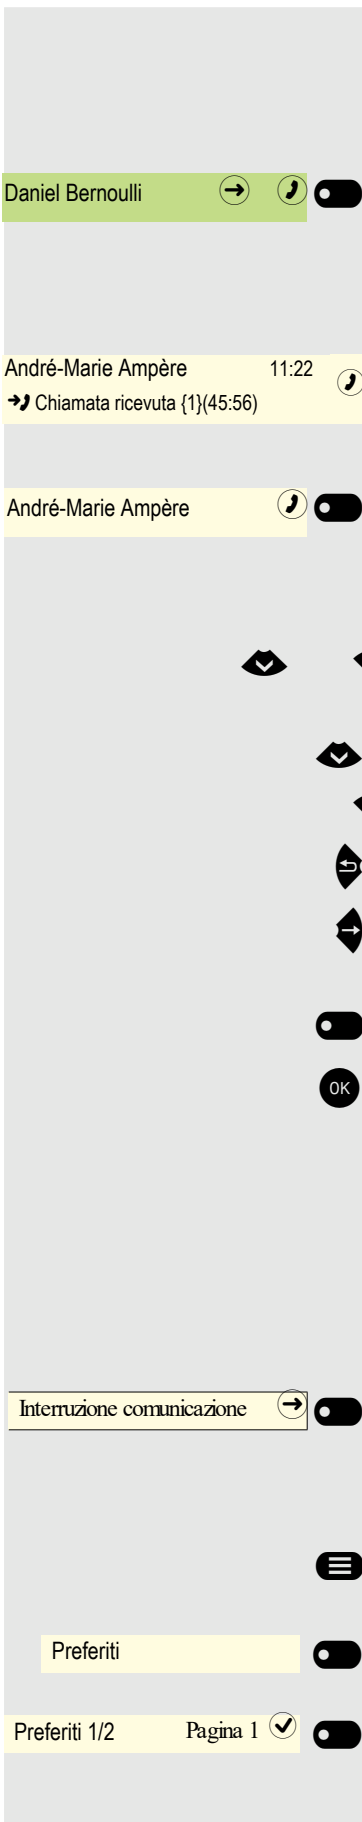 Daniel Bernoulli
André-Marie Ampère 11:22
Chiamata ricevuta {1}(45:56)
André-Marie Ampère
OK
Interruzione comunicazione
Preferiti
Preferiti 1/2 Pagina 1